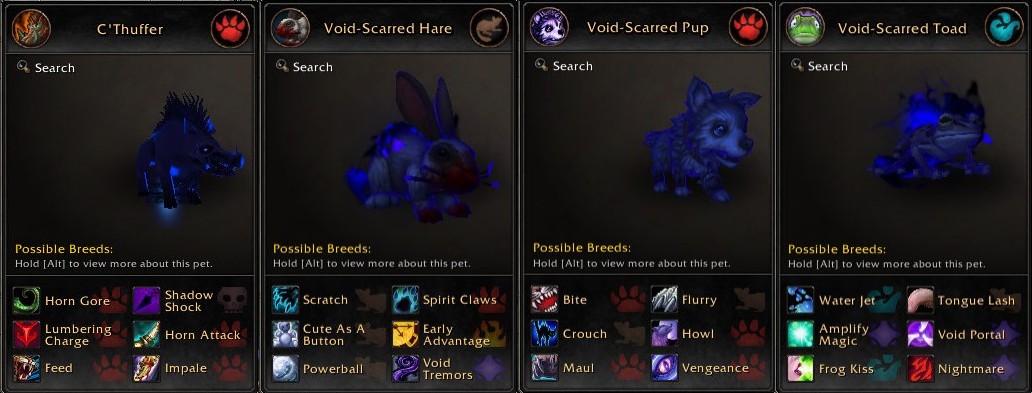 C'Thuffer
Search
Possible Breeds:
Hold [Alt] to view more about this pet.
Horn Gore
Shadow
Shock
Lumbering
Charge
Horn Attack
Feed
Impale
Void-Scarred Hare
Search
Possible Breeds:
Hold [Alt] to view more about this pet.
Scratch
Spirit Claws
Cute As A
Button
Early
Advantage
Powerball
Void
Tremors
Void-Scarred Pup
Search
Possible Breeds:
Hold [Alt] to view more about this pet.
Bite
Flurry
Crouch
Howl
Maul
Vengeance
Void-Scarred Toad
Search
Possible Breeds:
Hold [Alt] to view more about this pet.
Water Jet
Tongue Lash
Amplify
Magic
Void Portal
Frog Kiss
Nightmare